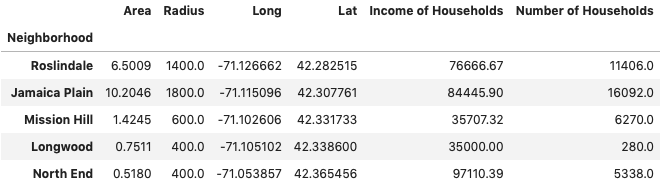 Area Radius Long Lat Income of Households Number of Households
Neighborhood
Roslindale 6.5009 1400.0 -71.126662 42.282515 76666.67 11406.0
Jamaica Plain 10.2046 1800.0 -71.115096 42.307761 84445.90 16092.0
Mission Hill 1.4245 600.0 -71.102606 42.331733 35707.32 6270.0
Longwood 0.7511 400.0 -71.105102 42.338600 35000.00 280.0
North End 0.5180 400.0 -71.053857 42.365456 97110.39 5338.0